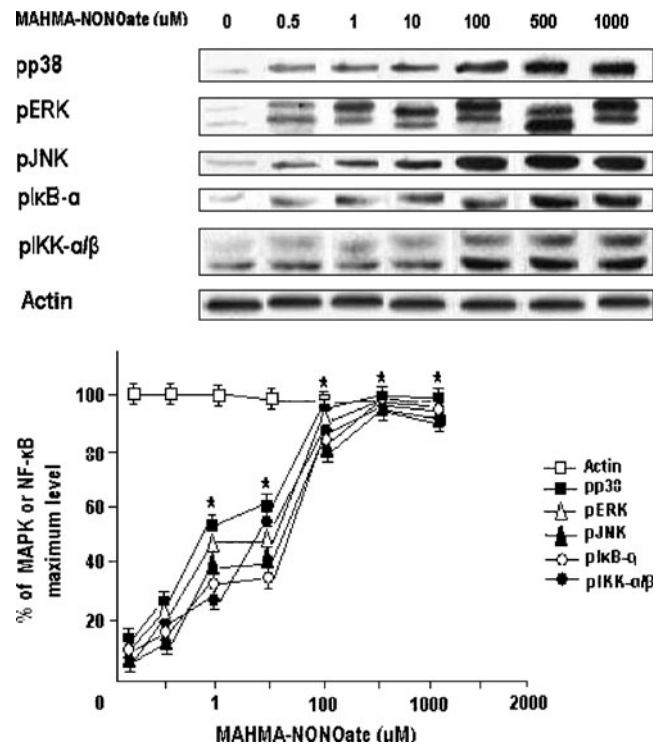 MAHMA-NONOate (uM) 0 0.5 1 10 100 500 1000
pp38
pERK
pJNK
pIκB-α
pIKK-α/β
Actin
% of MAPK or NF-κB
maximum level
100
80
60
40
20
* * * * *
Actin
pp38
pERK
pJNK
pIκB-α
pIKK-α/β
0 1 100 1000 2000
MAHMA-NONOate (uM)